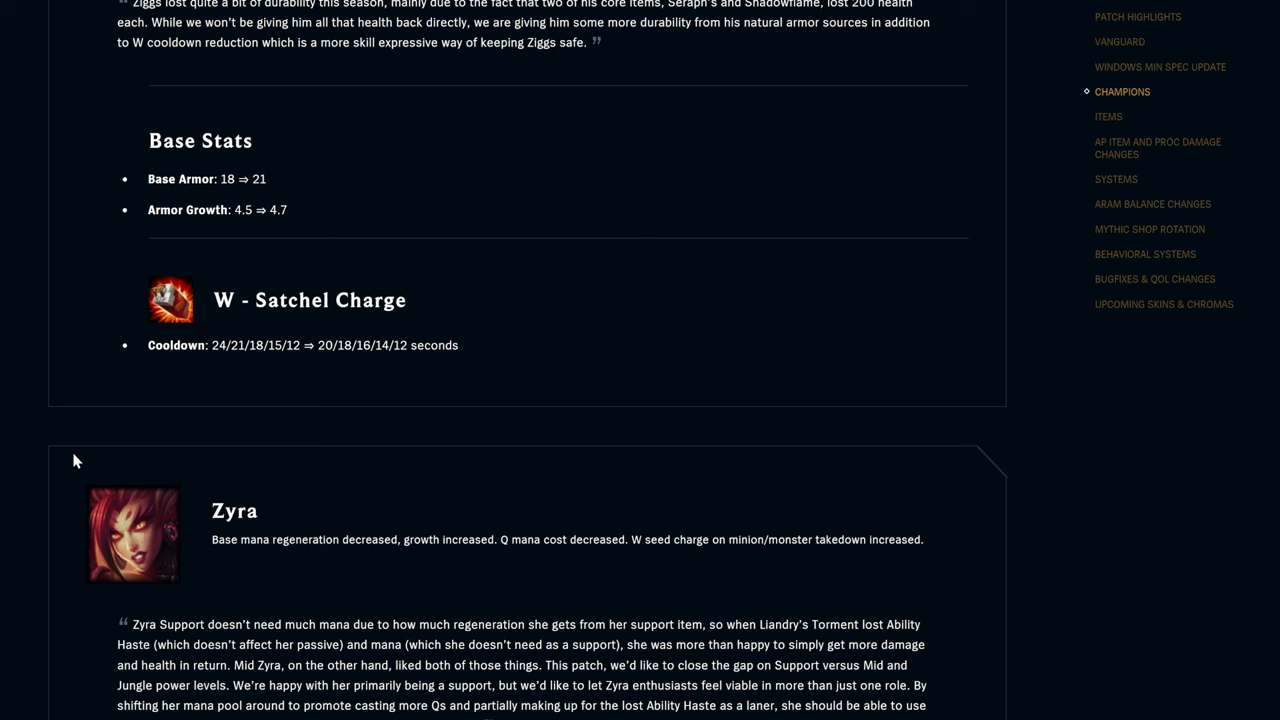 “ Ziggs lost quite a bit of durability this season, mainly due to the fact that two of his core items, Seraph's and Shadowflame, lost 200 health
each. While we won't be giving him all that health back directly, we are giving him some more durability from his natural armor sources in addition
to W cooldown reduction which is a more skill expressive way of keeping Ziggs safe. ”
Base Stats
• Base Armor: 18 ⇒ 21
• Armor Growth: 4.5 ⇒ 4.7
W - Satchel Charge
• Cooldown: 24/21/18/15/12 ⇒ 20/18/16/14/12 seconds
Zyra
Base mana regeneration decreased, growth increased. Q mana cost decreased. W seed charge on minion/monster takedown increased.
“ Zyra Support doesn't need much mana due to how much regeneration she gets from her support item, so when Liandry's Torment lost Ability
Haste (which doesn't affect her passive) and mana (which she doesn't need as a support), she was more than happy to simply get more damage
and health in return. Mid Zyra, on the other hand, liked both of those things. This patch, we'd like to close the gap on Support versus Mid and
Jungle power levels. We're happy with her primarily being a support, but we'd like to let Zyra enthusiasts feel viable in more than just one role. By
shifting her mana pool around to promote casting more Qs and partially making up for the lost Ability Haste as a laner, she should be able to use
PATCH HIGHLIGHTS
VANGUARD
WINDOWS MIN SPEC UPDATE
CHAMPIONS
ITEMS
AP ITEM AND PROC DAMAGE
CHANGES
SYSTEMS
ARAM BALANCE CHANGES
MYTHIC SHOP ROTATION
BEHAVIORAL SYSTEMS
BUGFIXES & QOL CHANGES
UPCOMING SKINS & CHROMAS